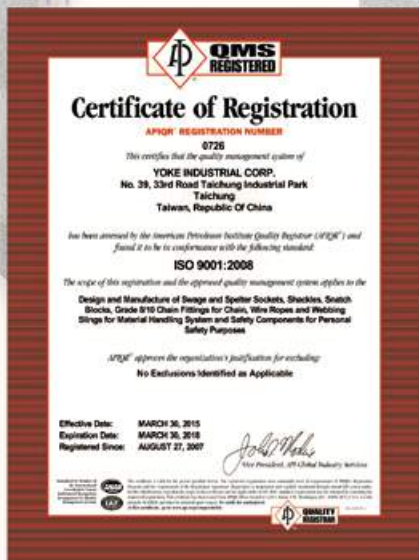 QMS
REGISTERED
Certificate of Registration
APIQR® REGISTRATION NUMBER
0726
This certifies that the quality management system of
YOKE INDUSTRIAL CORP.
No. 39, 33rd Road Taichung Industrial Park
Taichung
Taiwan, Republic Of China
has been assessed by the American Petroleum Institute Quality Registrar (APIQR®) and
found it to be in conformance with the following standard:
ISO 9001:2008
The scope of this registration and the approved quality management system applies to the
Design and Manufacture of Swage and Spelter Sockets, Shackles, Snatch
Blocks, Grade 8/10 Chain Fittings for Chain, Wire Ropes and Webbing
Slings for Material Handling System and Safety Components for Personal
Safety Purposes
APIQR® approves the organization's justification for excluding:
No Exclusions Identified as Applicable
Effective Date: MARCH 30, 2015
Expiration Date: MARCH 30, 2018
Registered Since: AUGUST 27, 2007
Vice President, API Global Industry Services
QUALITY
REGISTRAR